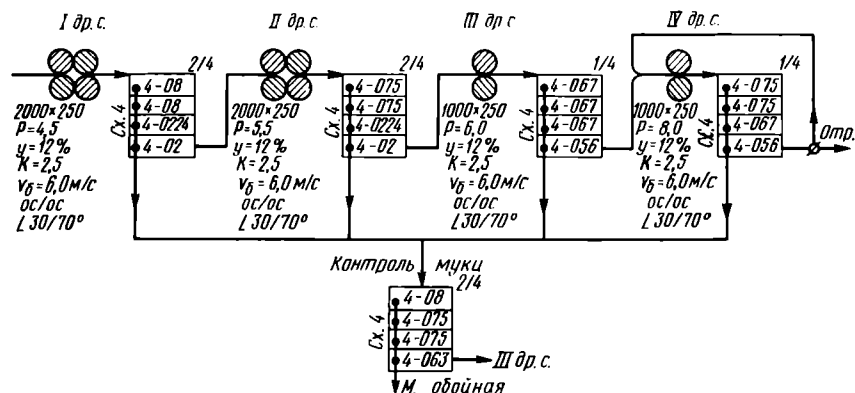 I др. с.
II др. с.
III др с
IV др. с.
2/4
2/4
1/4
1/4
4-08
4-08
4-0224
4-02
Сх. 4
4-075
4-075
4-0224
4-02
Сх. 4
4-067
4-067
4-067
4-056
Сх. 4
4-075
4-075
4-067
4-056
Сх. 4
Отр.
2000×250
P=4,5
у=12%
К=2,5
vб=6,0м/с
ос/ос
L 30/70°
2000×250
P=5,5
у=12%
К=2,5
vб=6,0м/с
ос/ос
L 30/70°
1000×250
P=6,0
у=12%
К=2,5
vб=6,0м/с
ос/ос
L 30/70°
1000×250
P=8,0
у=12%
К=2,5
vб=6,0м/с
ос/ос
L 30/70°
Контроль муки
2/4
4-08
4-075
4-075
4-063
Сх. 4
III др. с.
М. обойная